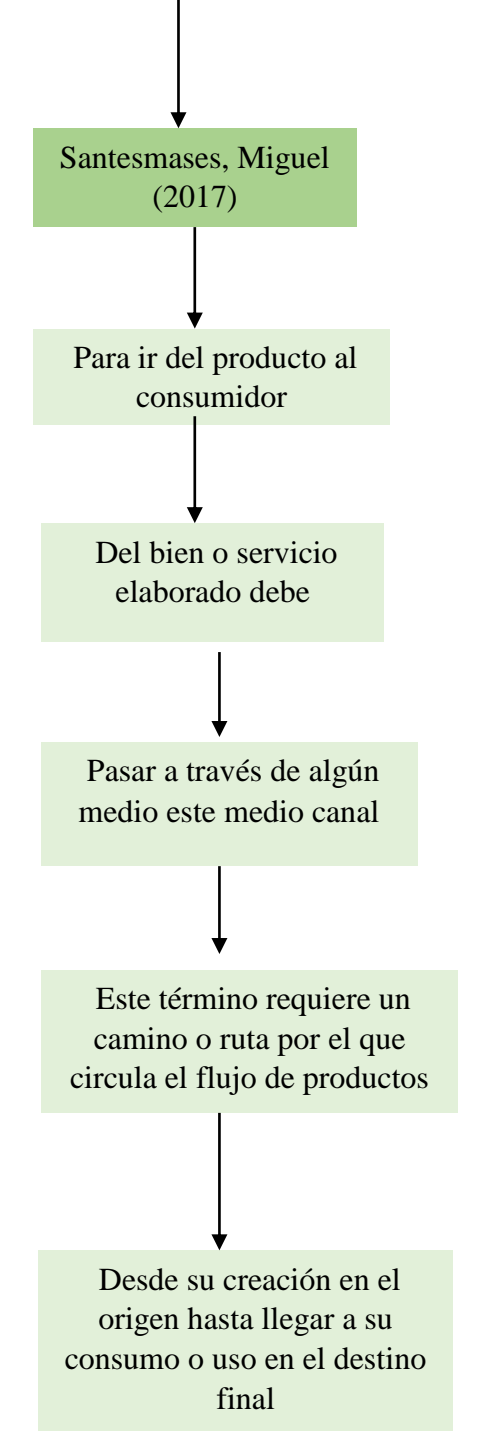 Santesmases, Miguel
(2017)
Para ir del producto al
consumidor
Del bien o servicio
elaborado debe
Pasar a través de algún
medio este medio canal
Este término requiere un
camino o ruta por el que
circula el flujo de productos
Desde su creación en el
origen hasta llegar a su
consumo o uso en el destino
final